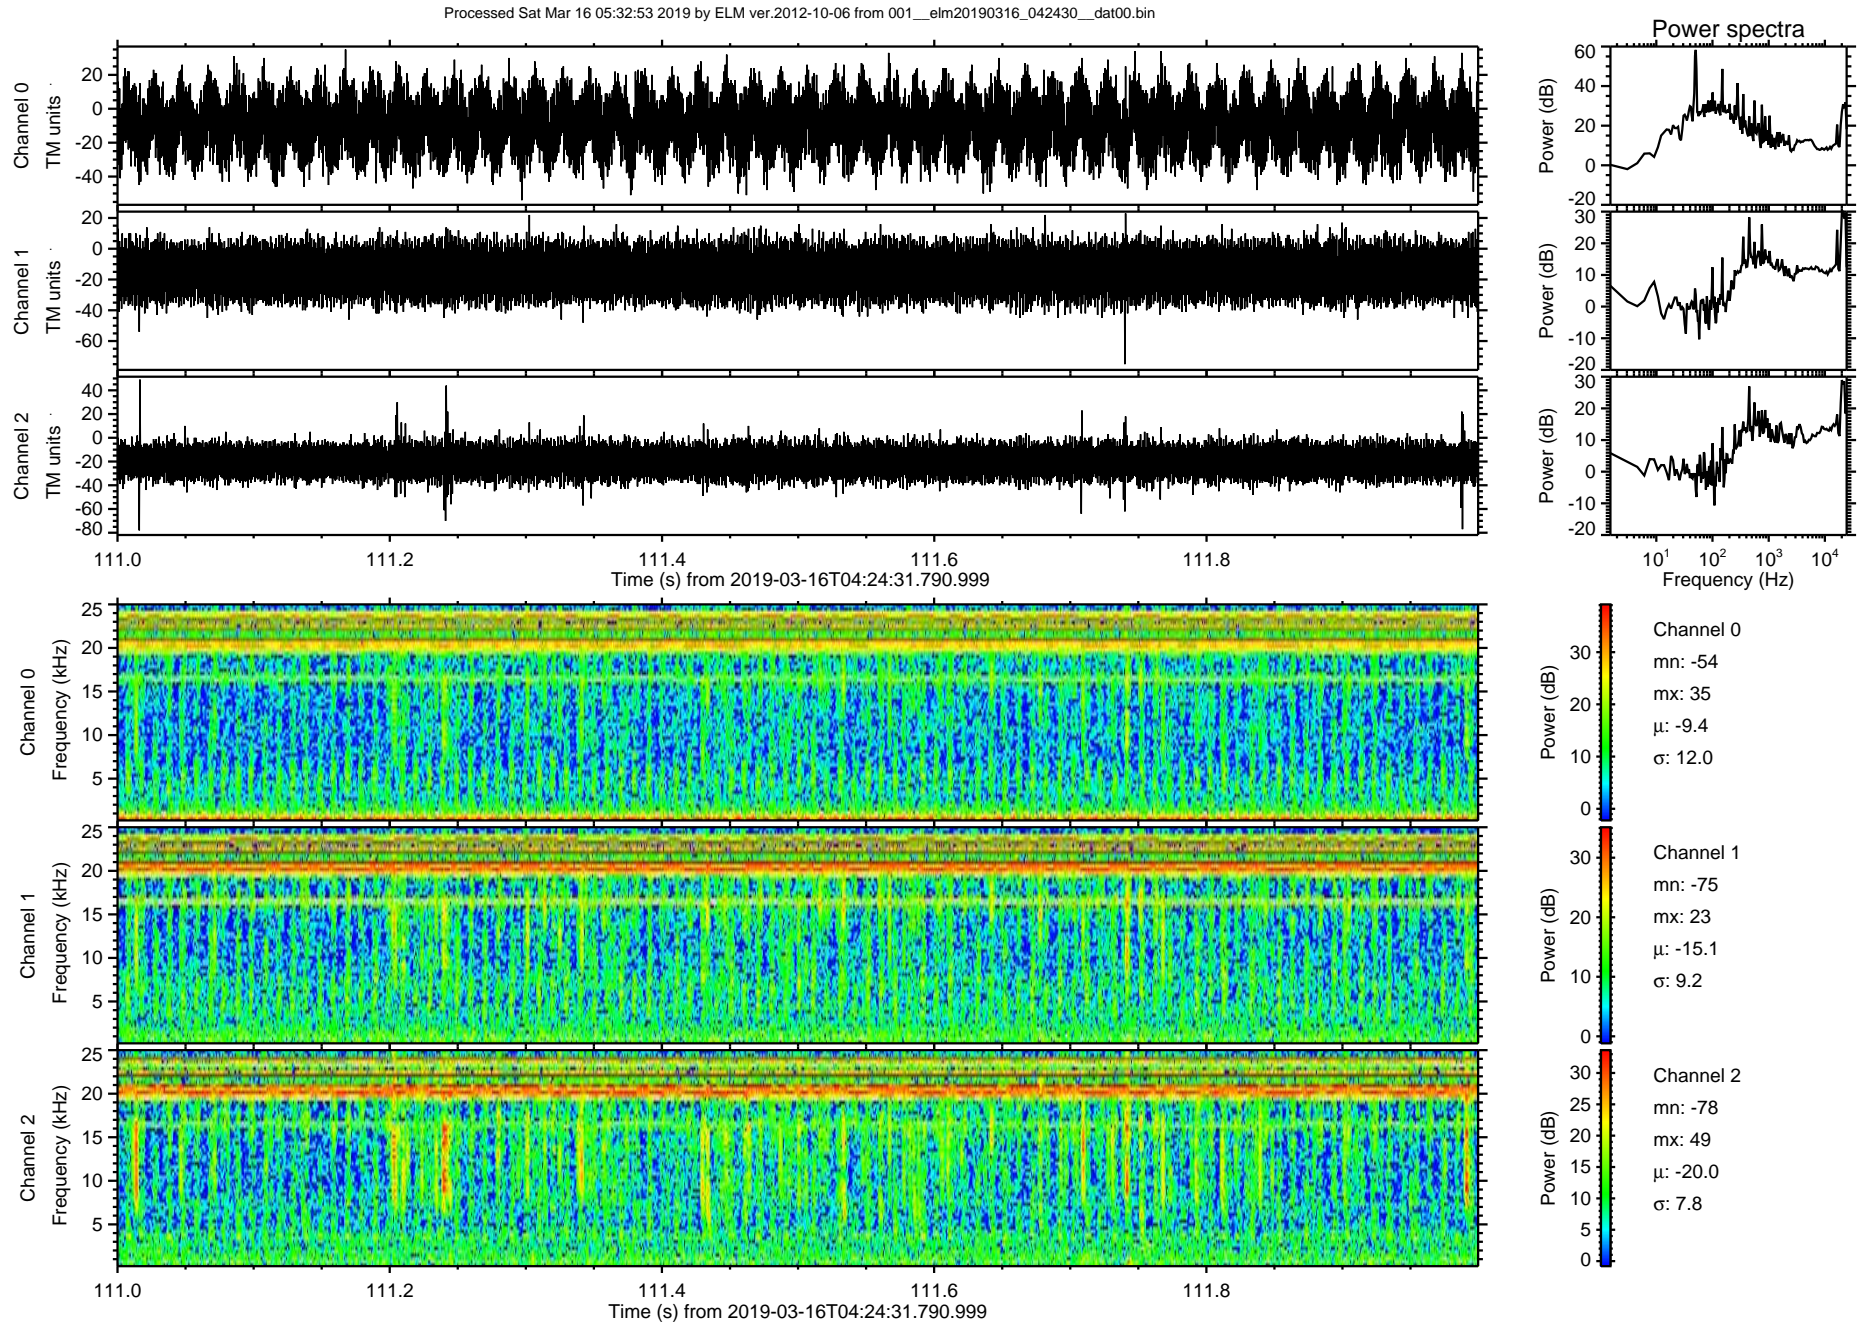 Processed Sat Mar 16 05:32:53 2019 by ELM ver.2012-10-06 from 001__elm20190316_042430__dat00.bin
Power spectra
Channel 0
TM units
20
0
-20
-40
Power (dB)
60
40
20
0
-20
Channel 1
TM units
20
0
-20
-40
-60
Power (dB)
30
20
10
0
-10
-20
Channel 2
TM units
40
20
0
-20
-40
-60
-80
Power (dB)
30
20
10
0
-10
-20
111.0 111.2 111.4 111.6 111.8
Time (s) from 2019-03-16T04:24:31.790.999
10¹ 10² 10³ 10⁴
Frequency (Hz)
Channel 0
Frequency (kHz)
25
20
15
10
5
Power (dB)
30
20
10
0
Channel 0
mn: -54
mx: 35
μ: -9.4
σ: 12.0
Channel 1
Frequency (kHz)
25
20
15
10
5
Power (dB)
30
20
10
0
Channel 1
mn: -75
mx: 23
μ: -15.1
σ: 9.2
Channel 2
Frequency (kHz)
25
20
15
10
5
Power (dB)
30
25
20
15
10
5
0
Channel 2
mn: -78
mx: 49
μ: -20.0
σ: 7.8
111.0 111.2 111.4 111.6 111.8
Time (s) from 2019-03-16T04:24:31.790.999